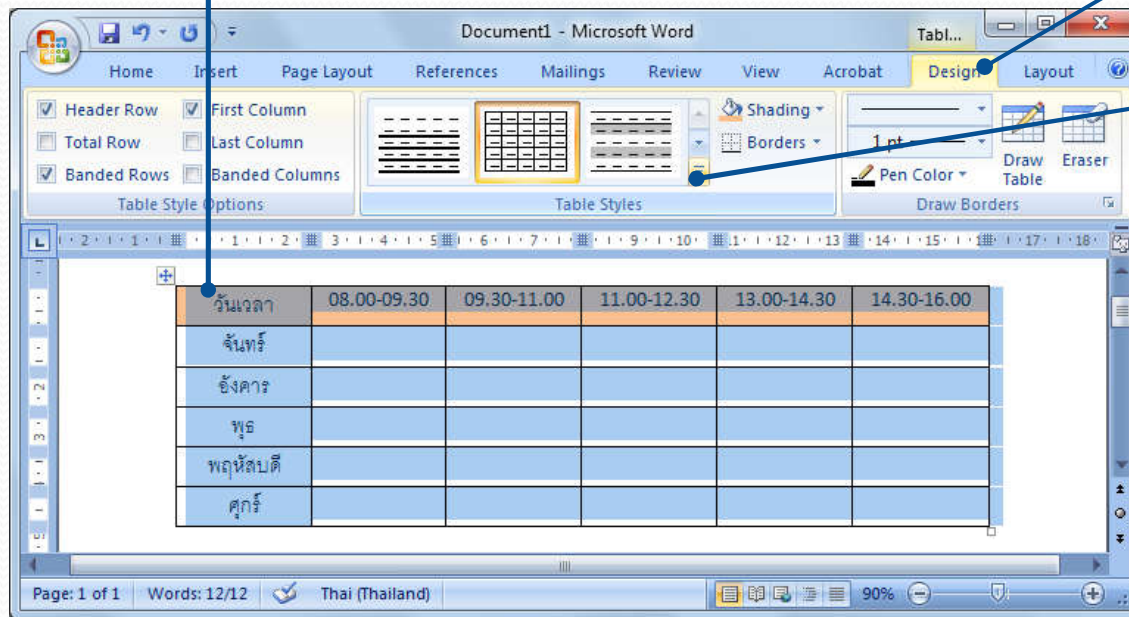 Document1 - Microsoft Word
Tabl...
Home Insert Page Layout References Mailings Review View Acrobat Design Layout
Header Row First Column
Total Row Last Column
Banded Rows Banded Columns
Table Style Options
Shading
Borders
Table Styles
1 pt
Pen Color
Draw Table
Eraser
Draw Borders
วันเวลา 08.00-09.30 09.30-11.00 11.00-12.30 13.00-14.30 14.30-16.00
จันทร์
อังคาร
พุธ
พฤหัสบดี
ศุกร์
Page: 1 of 1 Words: 12/12 Thai (Thailand) 90%